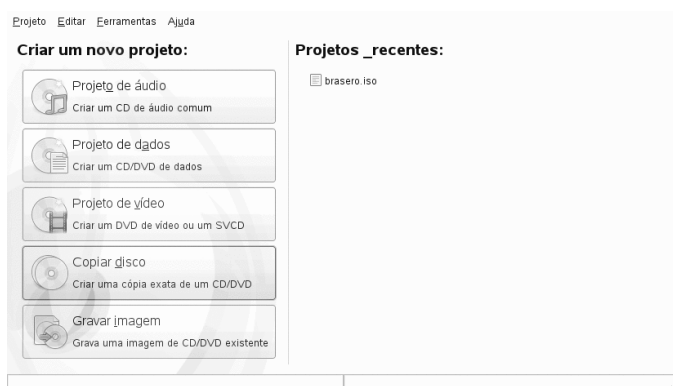 Projeto Editar Ferramentas Ajuda
Criar um novo projeto:
Projeto de áudio
Criar um CD de áudio comum
Projeto de dados
Criar um CD/DVD de dados
Projeto de vídeo
Criar um DVD de vídeo ou um SVCD
Copiar disco
Criar uma cópia exata de um CD/DVD
Gravar imagem
Grava uma imagem de CD/DVD existente
Projetos _recentes:
brasero.iso